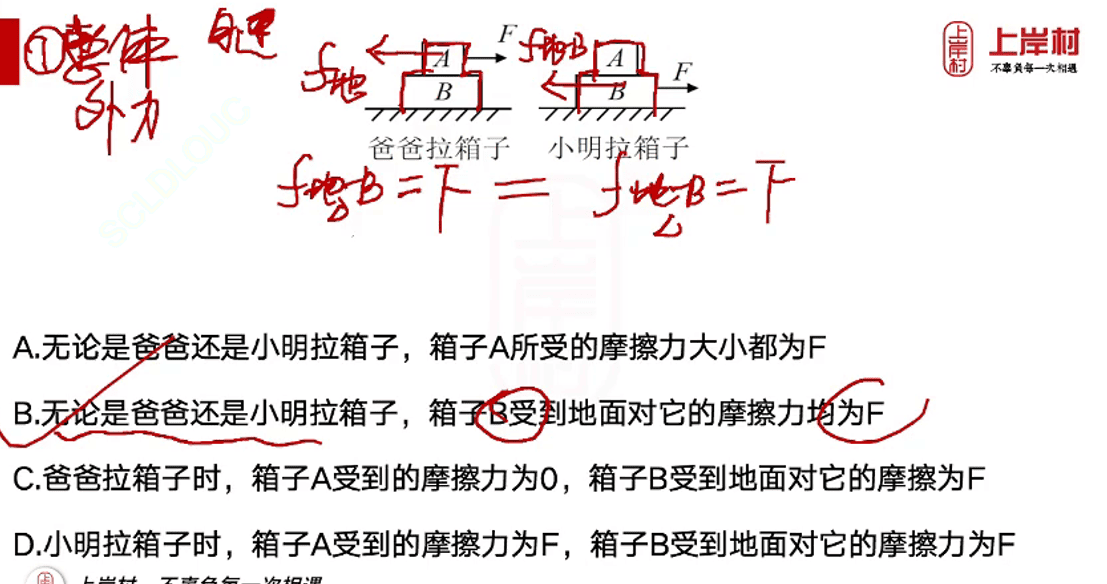 ①整体
外力
f地
A
F
B
爸爸拉箱子
f地B
A
F
B
小明拉箱子
f地B=F = f地B=F
上岸村
不辜负每一次相遇
A.无论是爸爸还是小明拉箱子，箱子A所受的摩擦力大小都为F
B.无论是爸爸还是小明拉箱子，箱子B受到地面对它的摩擦力均为F
C.爸爸拉箱子时，箱子A受到的摩擦力为0，箱子B受到地面对它的摩擦为F
D.小明拉箱子时，箱子A受到的摩擦力为F，箱子B受到地面对它的摩擦力为F
上岸村，不辜负每一次相遇